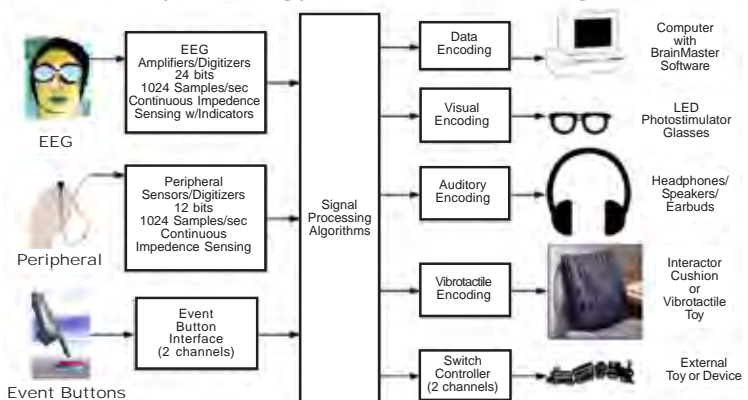 EEG
Amplifiers/Digitizers
24 bits
1024 Samples/sec
Continuous Impedence
Sensing w/Indicators
EEG
Peripheral
Sensors/Digitizers
12 bits
1024 Samples/sec
Continuous
Impedence Sensing
Peripheral
Event
Button
Interface
(2 channels)
Event Buttons
Signal
Processing
Algorithms
Data
Encoding
Computer
with
BrainMaster
Software
Visual
Encoding
LED
Photostimulator
Glasses
Auditory
Encoding
Headphones/
Speakers/
Earbuds
Vibrotactile
Encoding
Interactor
Cushion
or
Vibrotactile
Toy
Switch
Controller
(2 channels)
External
Toy or Device